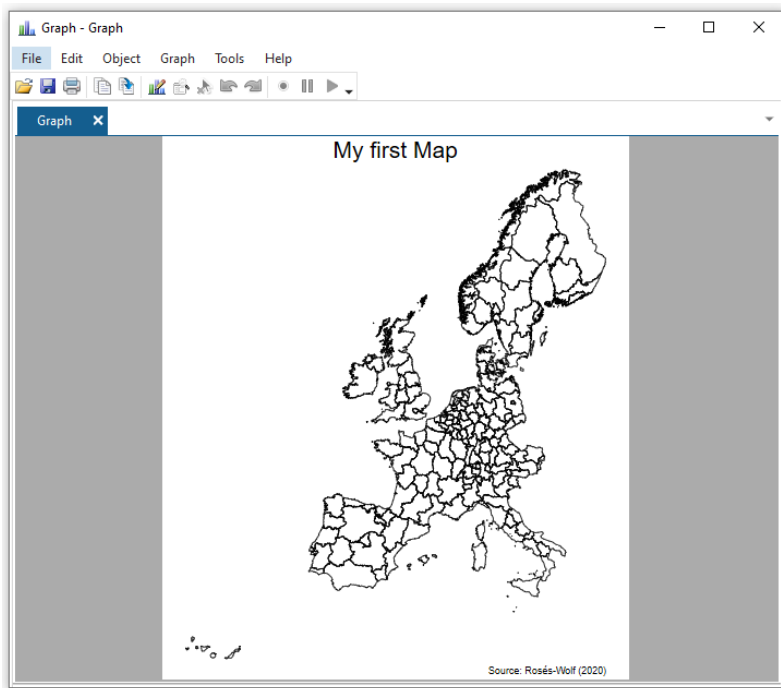 Graph - Graph
File Edit Object Graph Tools Help
Graph
My first Map
Source: Rosés-Wolf (2020)